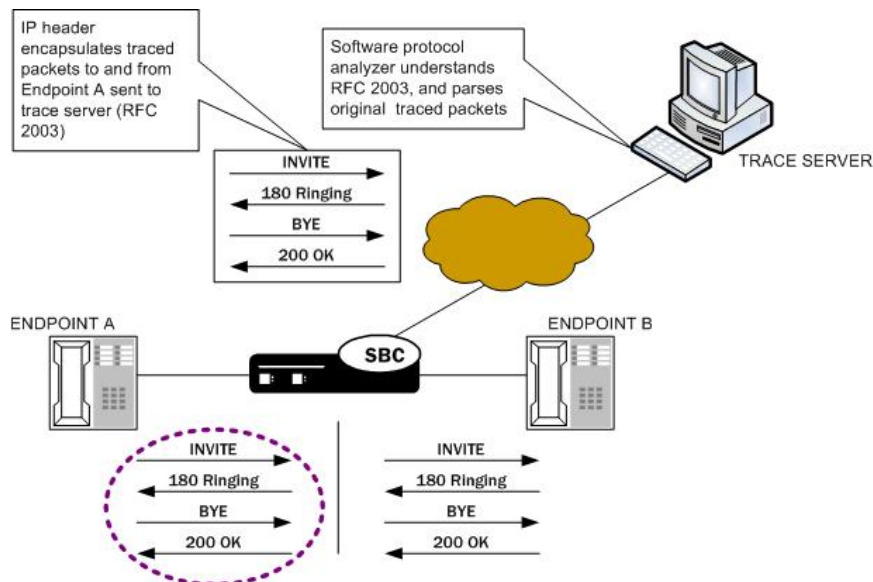 IP header
encapsulates traced
packets to and from
Endpoint A sent to
trace server (RFC
2003)
Software protocol
analyzer understands
RFC 2003, and parses
original traced packets
TRACE SERVER
INVITE
180 Ringing
BYE
200 OK
ENDPOINT A
SBC
ENDPOINT B
INVITE
180 Ringing
BYE
200 OK
INVITE
180 Ringing
BYE
200 OK